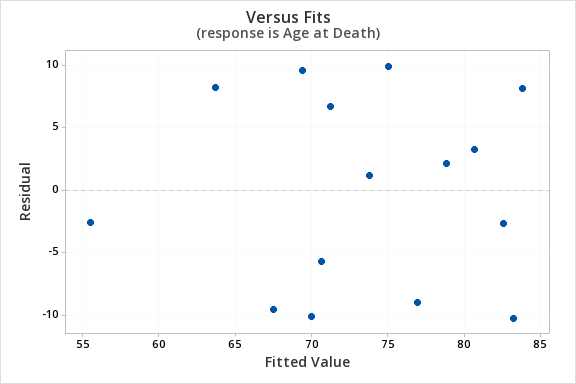 Versus Fits
(response is Age at Death)
10
5
0
-5
-10
Residual
55 60 65 70 75 80 85
Fitted Value